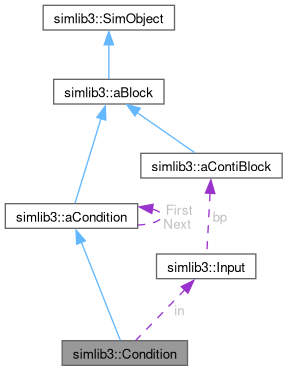 simlib3::SimObject
simlib3::aBlock
simlib3::aContiBlock
simlib3::aCondition
First
Next
bp
simlib3::Input
in
simlib3::Condition